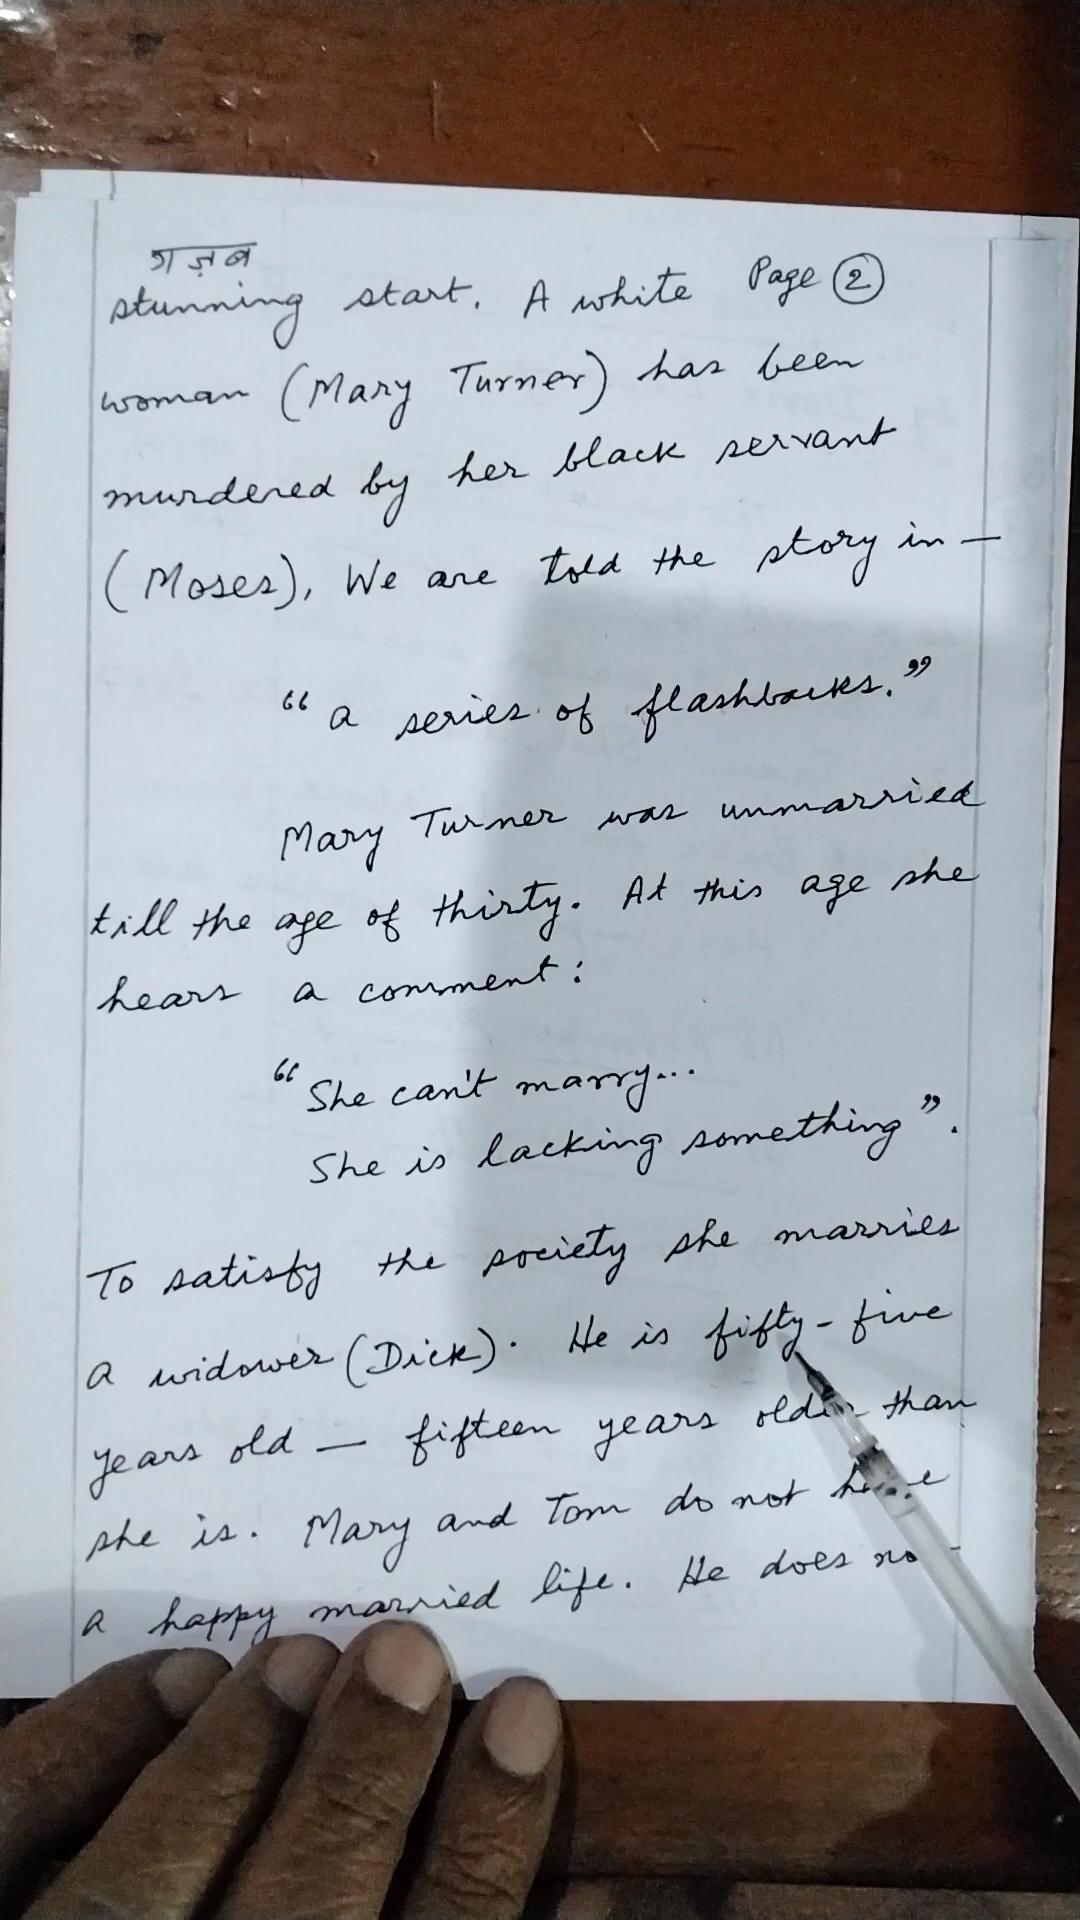 गज़ब
stunning start. A white Page 2
woman (Mary Turner) has been
murdered by her black servant
(Moses), We are told the story in —
“a series of flashbacks.”
Mary Turner was unmarried
till the age of thirty. At this age she
hears a comment:
“She can't marry...
She is lacking something”.
To satisfy the society she marries
a widower (Dick). He is fifty-five
years old — fifteen years older than
she is. Mary and Tom do not have
a happy married life. He does